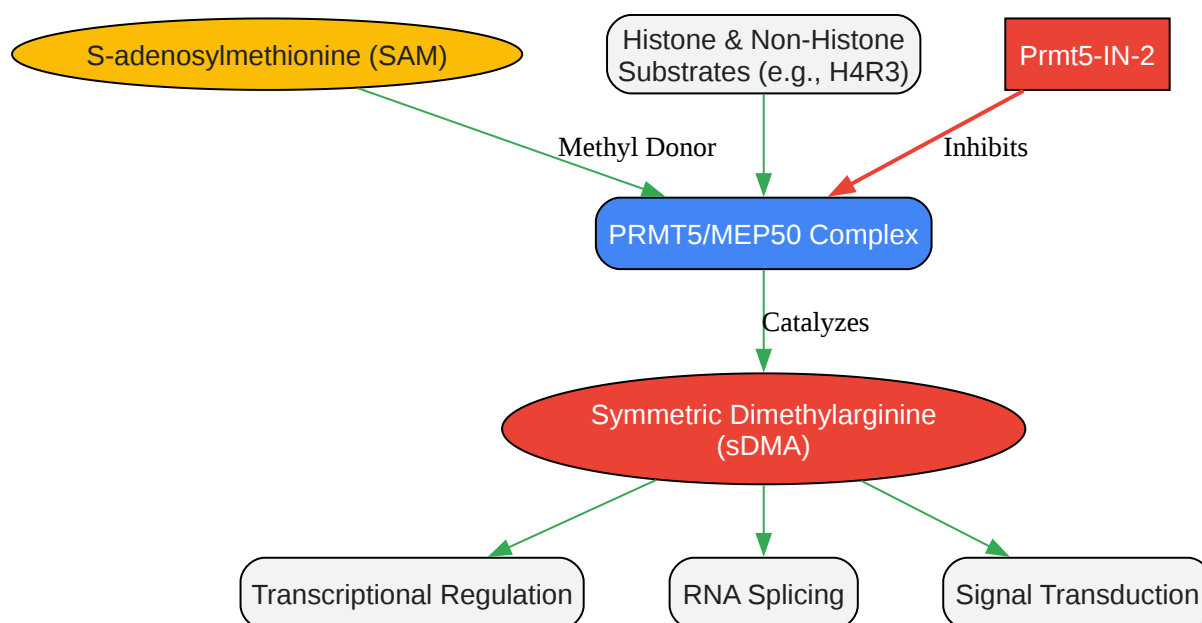 S-adenosylmethionine (SAM)
Histone & Non-Histone
Substrates (e.g., H4R3)
Prmt5-IN-2
Methyl Donor
Inhibits
PRMT5/MEP50 Complex
Catalyzes
Symmetric Dimethylarginine
(sDMA)
Transcriptional Regulation
RNA Splicing
Signal Transduction